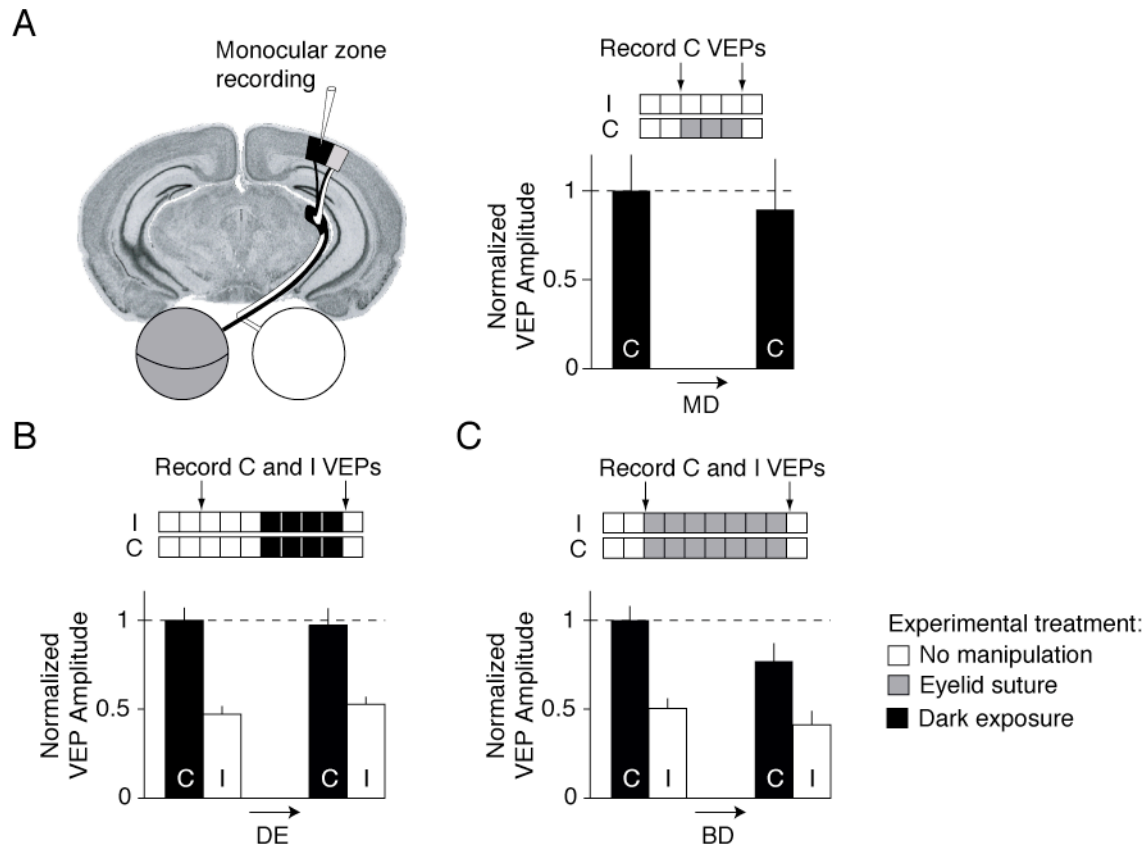 A
Monocular zone
recording
Record C VEPs
I
C
Normalized
VEP Amplitude
1
0.5
0
C
C
MD
B
Record C and I VEPs
I
C
Normalized
VEP Amplitude
1
0.5
0
C I
C I
DE
C
Record C and I VEPs
I
C
Normalized
VEP Amplitude
1
0.5
0
C I
C I
BD
Experimental treatment:
No manipulation
Eyelid suture
Dark exposure